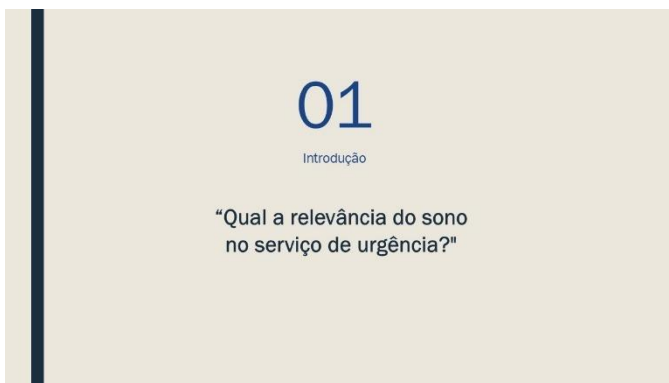 01
Introdução
“Qual a relevância do sono
no serviço de urgência?"